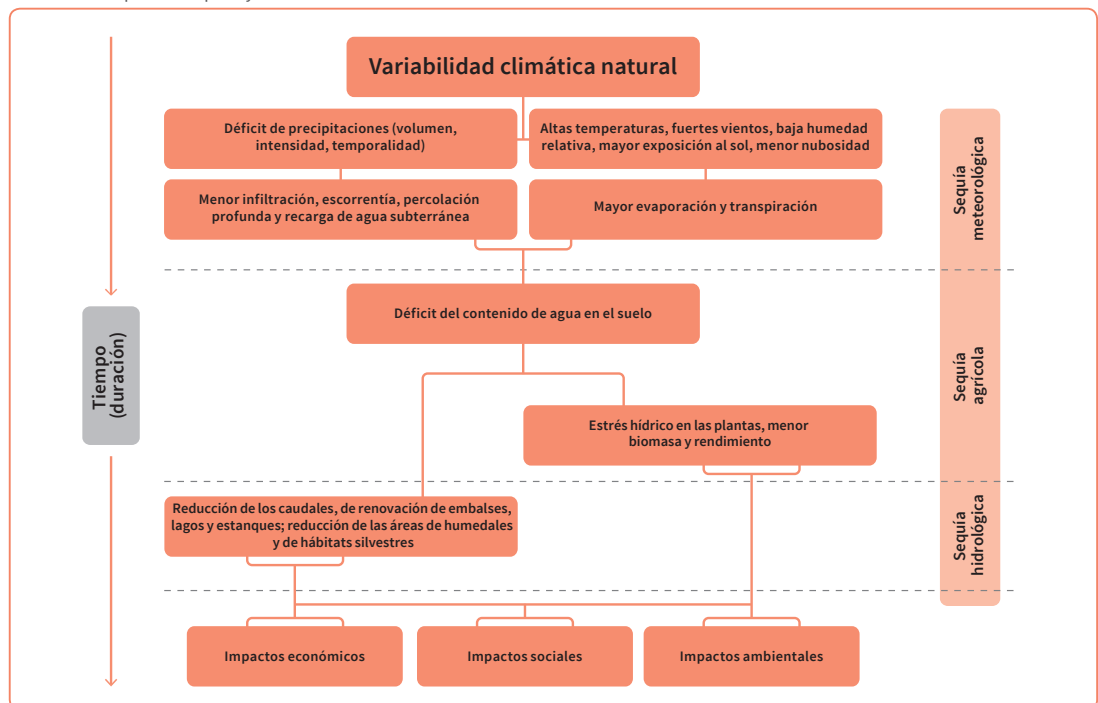 Variabilidad climática natural
Déficit de precipitaciones (volumen,
intensidad, temporalidad)
Altas temperaturas, fuertes vientos, baja humedad
relativa, mayor exposición al sol, menor nubosidad
Menor infiltración, escorrentía, percolación
profunda y recarga de agua subterránea
Mayor evaporación y transpiración
Sequía
meteorológica
Déficit del contenido de agua en el suelo
Tiempo
(duración)
Sequía
agrícola
Estrés hídrico en las plantas, menor
biomasa y rendimiento
Reducción de los caudales, de renovación de embalses,
lagos y estanques; reducción de las áreas de humedales
y de hábitats silvestres
Sequía
hidrológica
Impactos económicos
Impactos sociales
Impactos ambientales